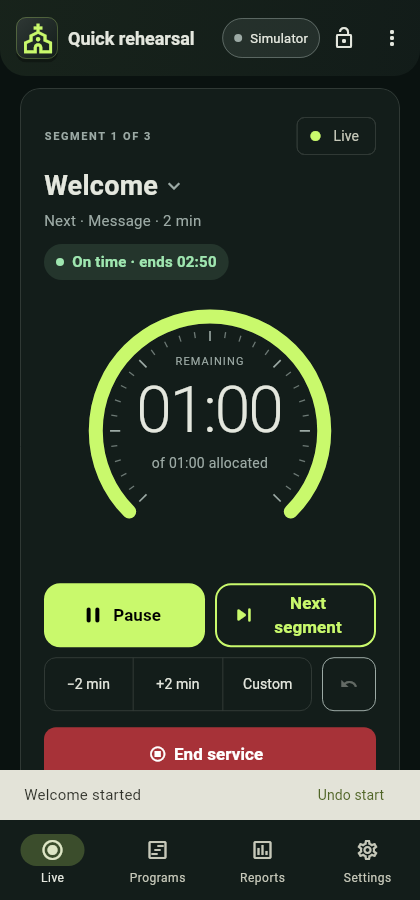 Quick rehearsal
Simulator
SEGMENT 1 OF 3
Live
Welcome
Next · Message · 2 min
On time · ends 02:50
REMAINING
01:00
of 01:00 allocated
Pause
Next
segment
−2 min
+2 min
Custom
End service
Welcome started
Undo start
Live
Programs
Reports
Settings